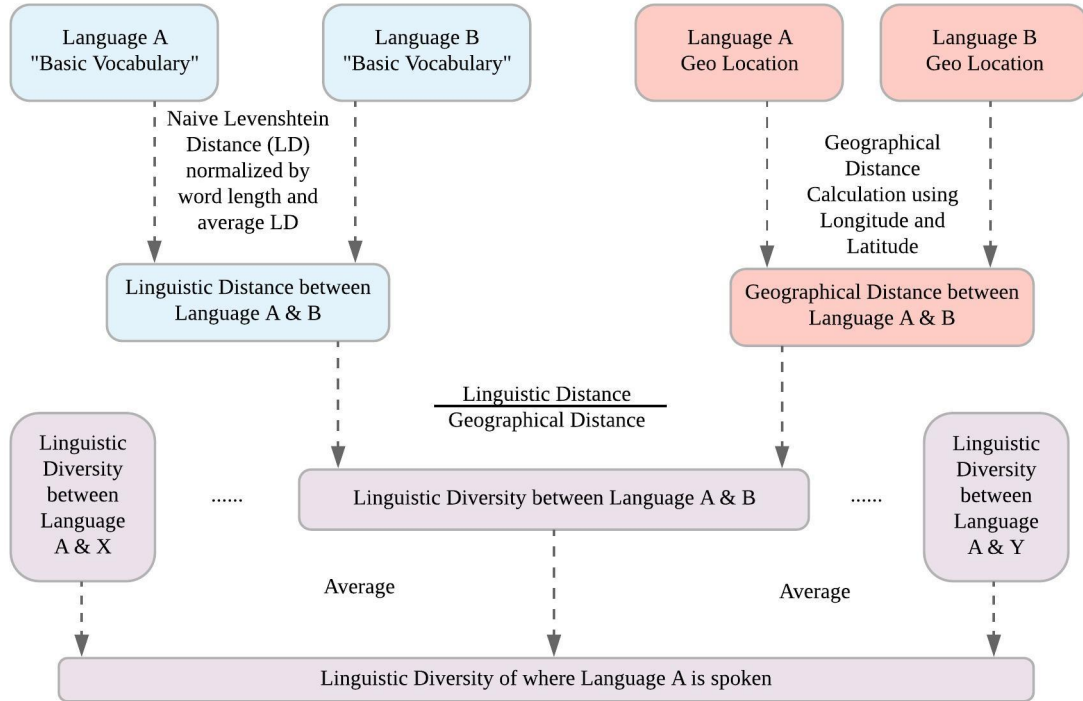 Language A
"Basic Vocabulary"
Language B
"Basic Vocabulary"
Language A
Geo Location
Language B
Geo Location
Naive Levenshtein
Distance (LD)
normalized by
word length and
average LD
Geographical
Distance
Calculation using
Longitude and
Latitude
Linguistic Distance between
Language A & B
Geographical Distance between
Language A & B
Linguistic Distance
Geographical Distance
Linguistic
Diversity
between
Language
A & X
......
Linguistic Diversity between Language A & B
......
Linguistic
Diversity
between
Language
A & Y
Average
Average
Linguistic Diversity of where Language A is spoken